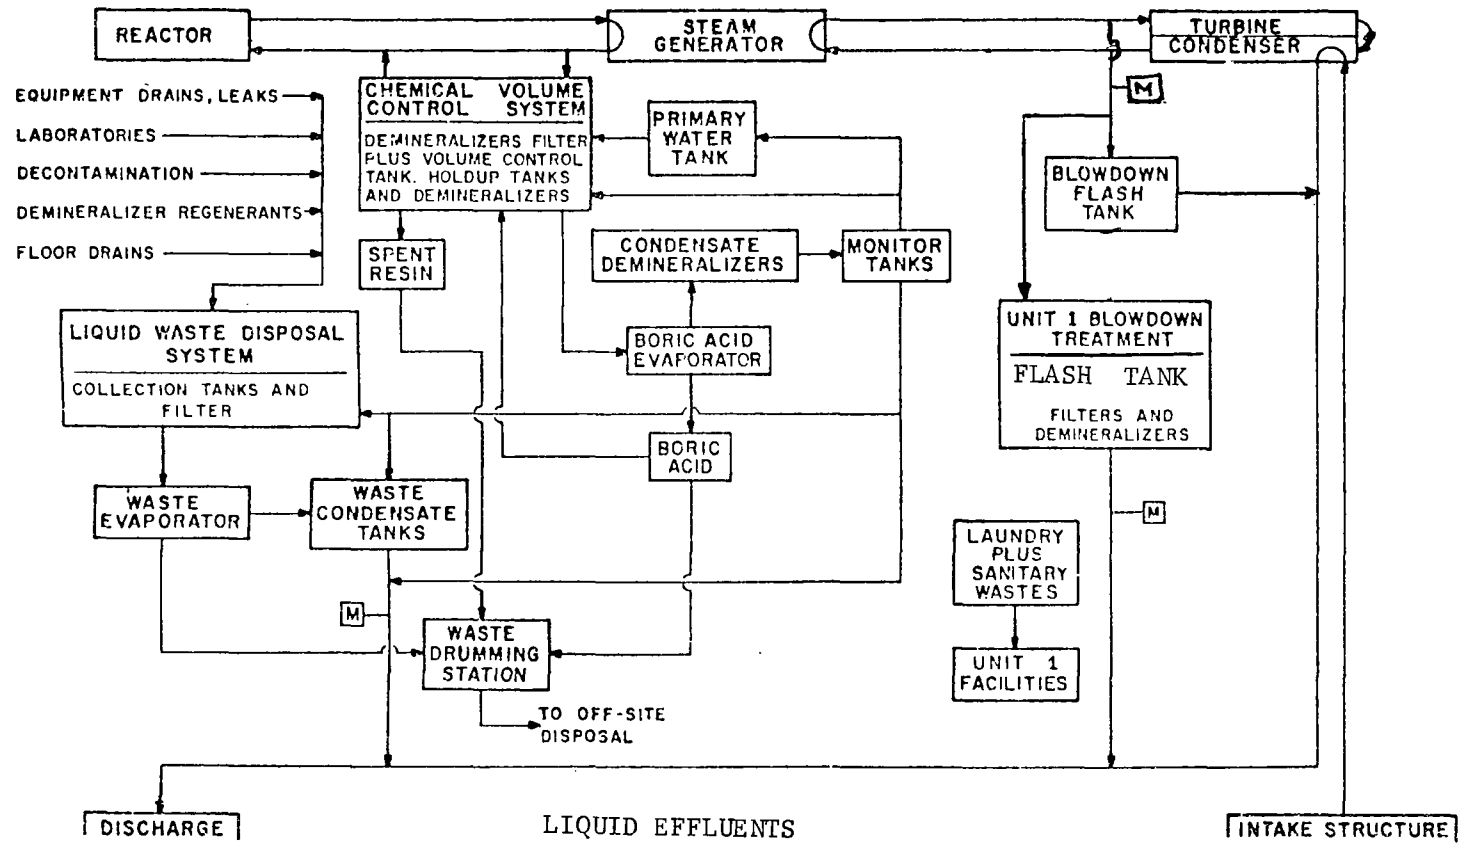 REACTOR
STEAM
GENERATOR
TURBINE
CONDENSER
EQUIPMENT DRAINS, LEAKS
LABORATORIES
DECONTAMINATION
DEMINERALIZER REGENERANTS
FLOOR DRAINS
CHEMICAL VOLUME
CONTROL SYSTEM
DEMINERALIZERS FILTER
PLUS VOLUME CONTROL
TANK. HOLDUP TANKS
AND DEMINERALIZERS
PRIMARY
WATER
TANK
M
BLOWDOWN
FLASH
TANK
SPENT
RESIN
CONDENSATE
DEMINERALIZERS
MONITOR
TANKS
LIQUID WASTE DISPOSAL
SYSTEM
COLLECTION TANKS AND
FILTER
BORIC ACID
EVAPORATOR
UNIT 1 BLOWDOWN
TREATMENT
FLASH TANK
FILTERS AND
DEMINERALIZERS
BORIC
ACID
WASTE
EVAPORATOR
WASTE
CONDENSATE
TANKS
M
LAUNDRY
PLUS
SANITARY
WASTES
M
WASTE
DRUMMING
STATION
UNIT 1
FACILITIES
TO OFF-SITE
DISPOSAL
DISCHARGE
LIQUID EFFLUENTS
INTAKE STRUCTURE